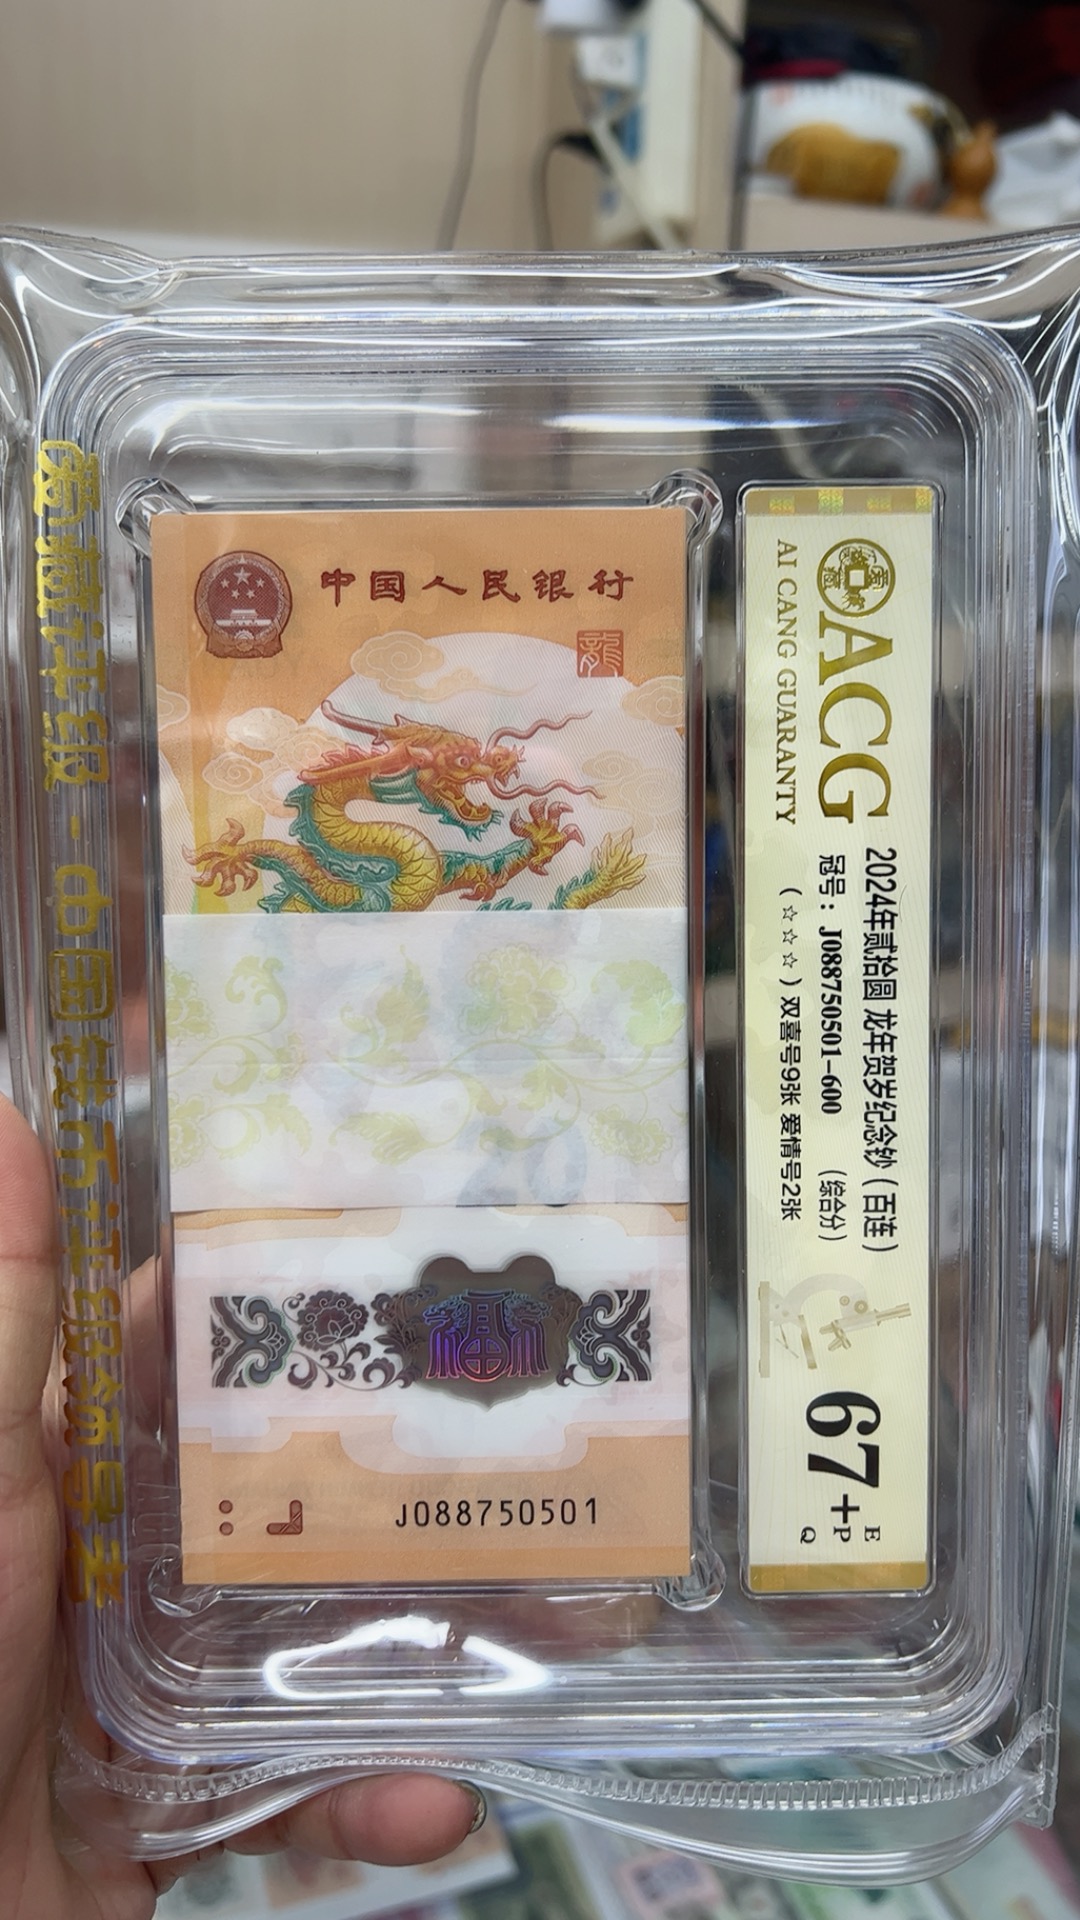 爱藏评级-中国钱币评级领导者
中国人民银行
龍
福
J088750501
ACG
AI CANG GUARANTY
2024年贰拾圆 龙年贺岁纪念钞（百连）
冠号：J088750501-600 （综合分）
（☆☆☆）双喜号9张 爱情号2张
67+
E
P
Q